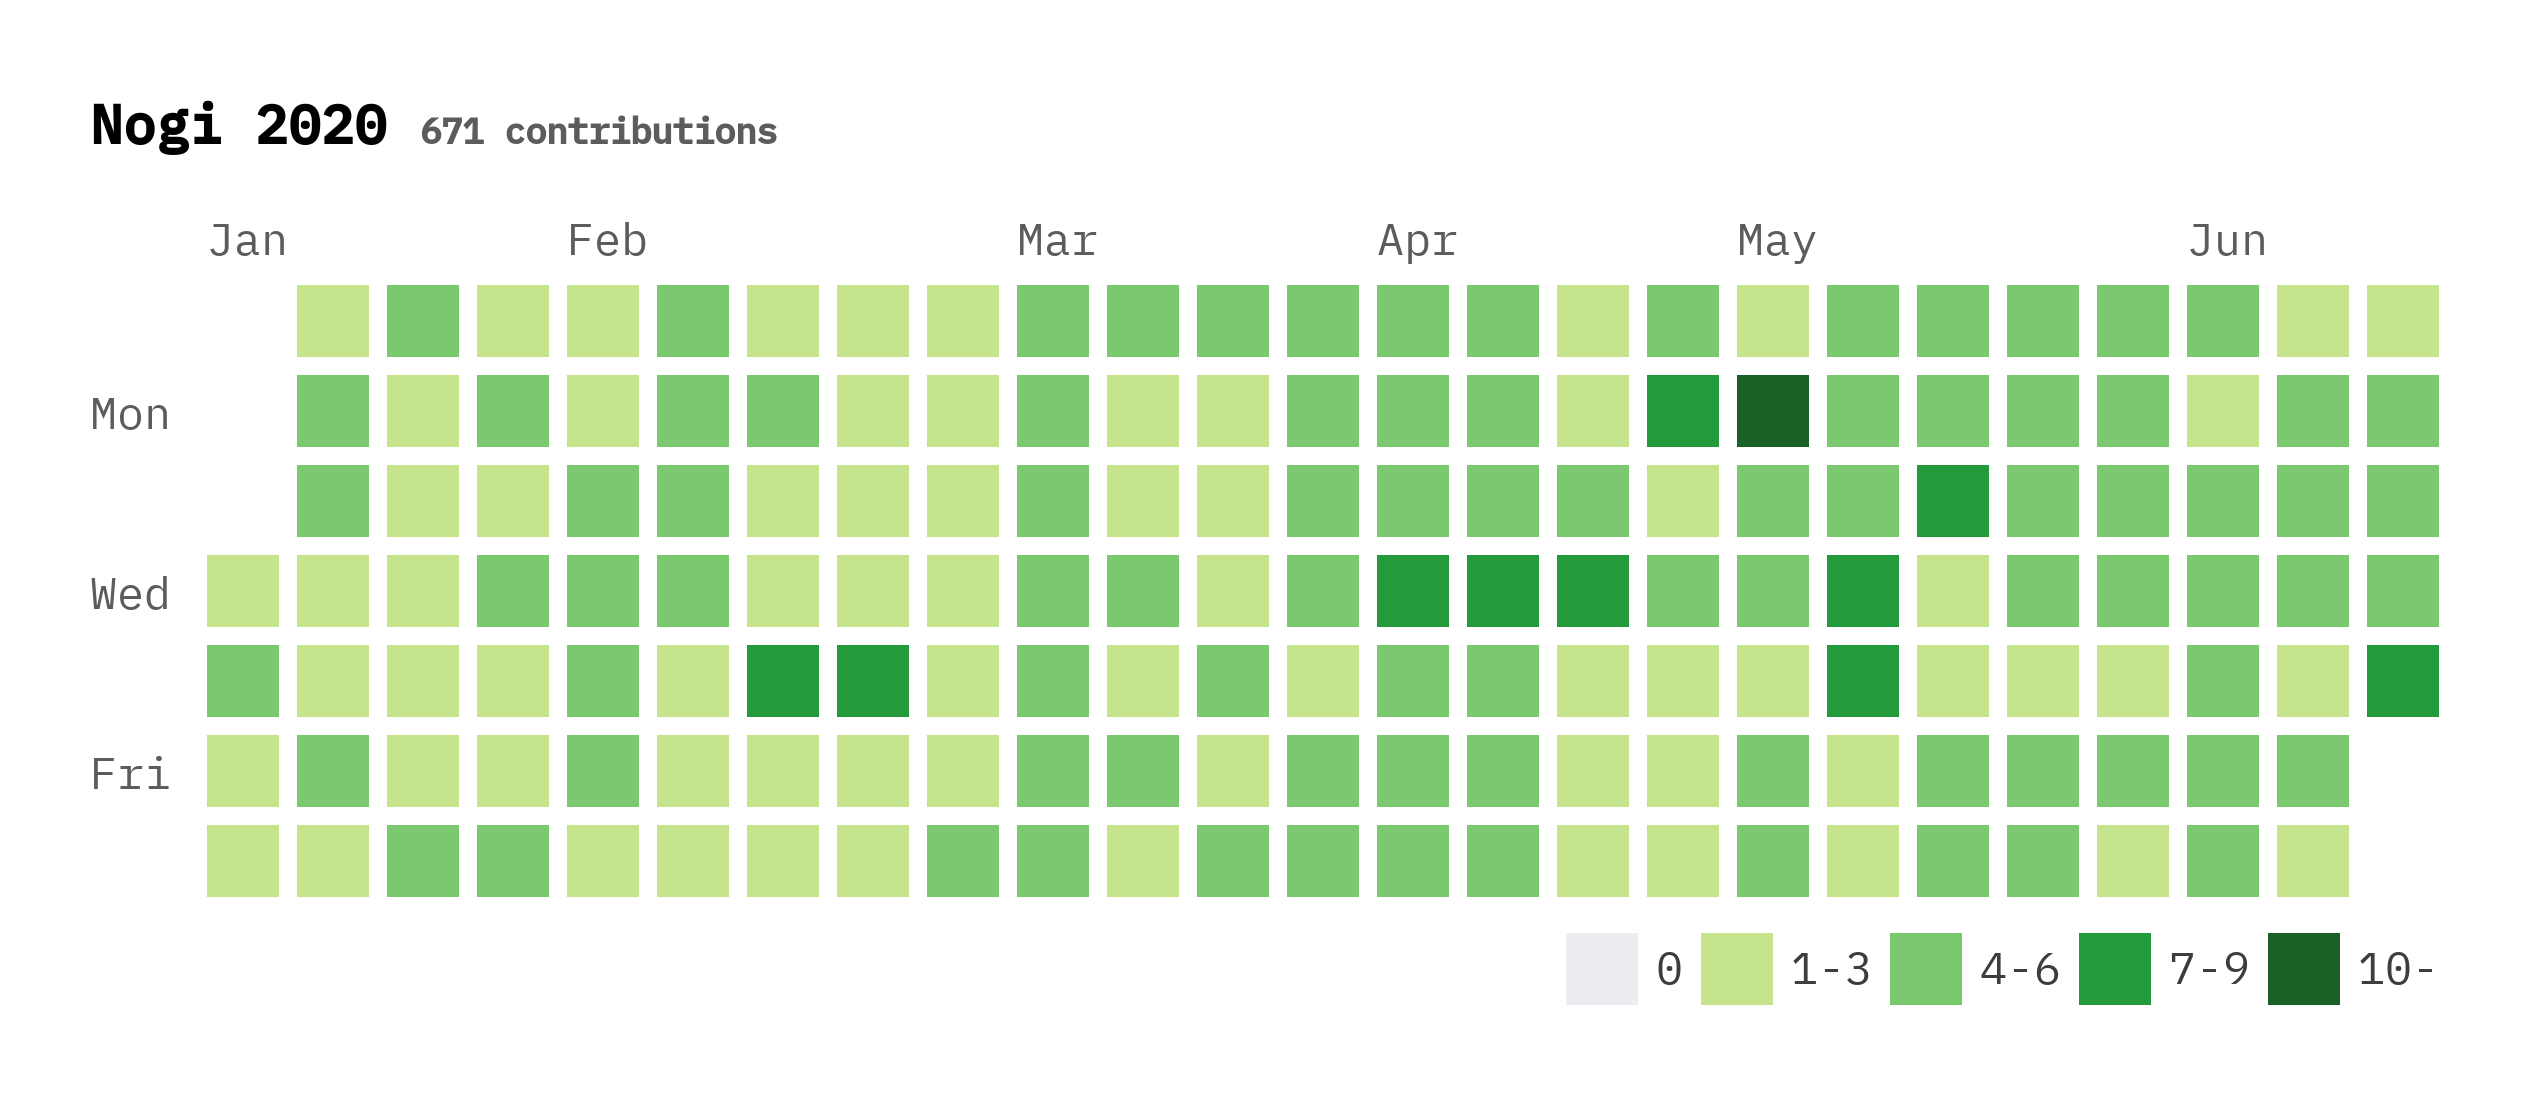 Nogi 2020 671 contributions
Jan Feb Mar Apr May Jun
Mon
Wed
Fri
0 1-3 4-6 7-9 10-